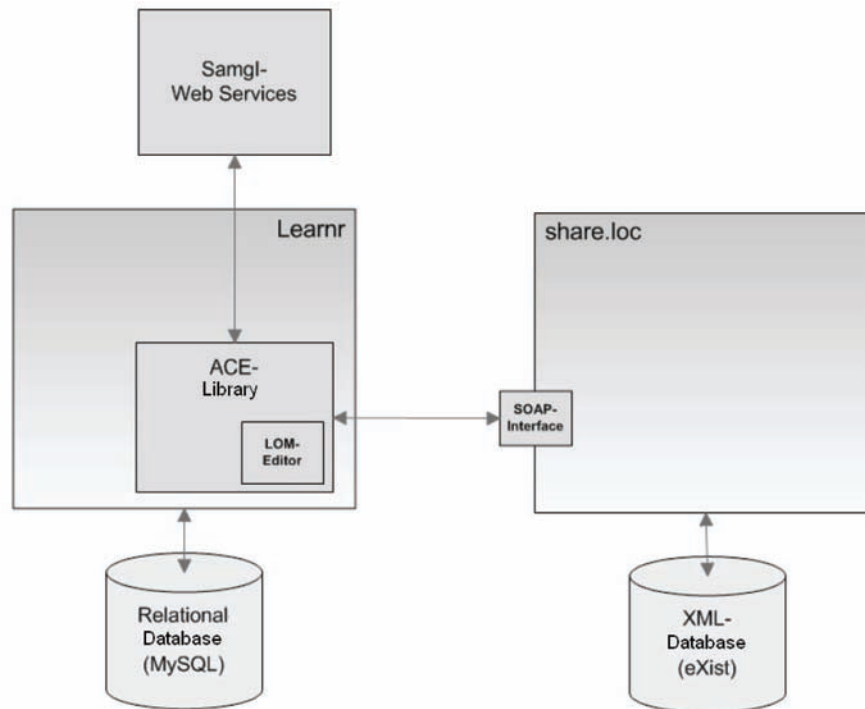 Samgl-
Web Services
Learnr
share.loc
ACE-
Library
LOM-
Editor
SOAP-
Interface
Relational
Database
(MySQL)
XML-
Database
(eXist)